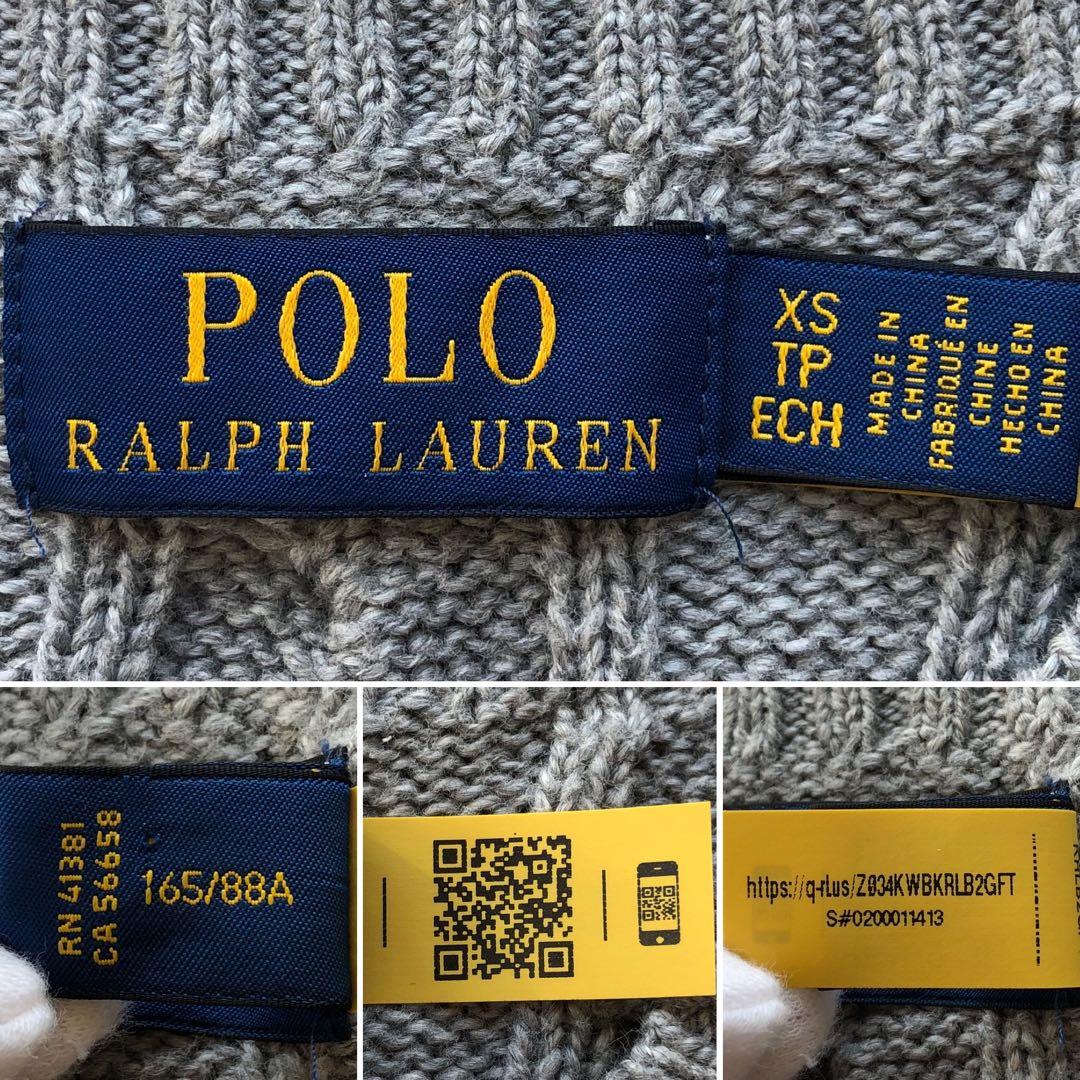 POLO
RALPH LAUREN
XS
TP
ECH
MADE IN
CHINA
FABRIQUÉ EN
CHINE
HECHO EN
CHINA
RN 41381
CA 56658
165/88A
https://q-rl.us/Z034KWBKRLB2GFT
S#0200011413